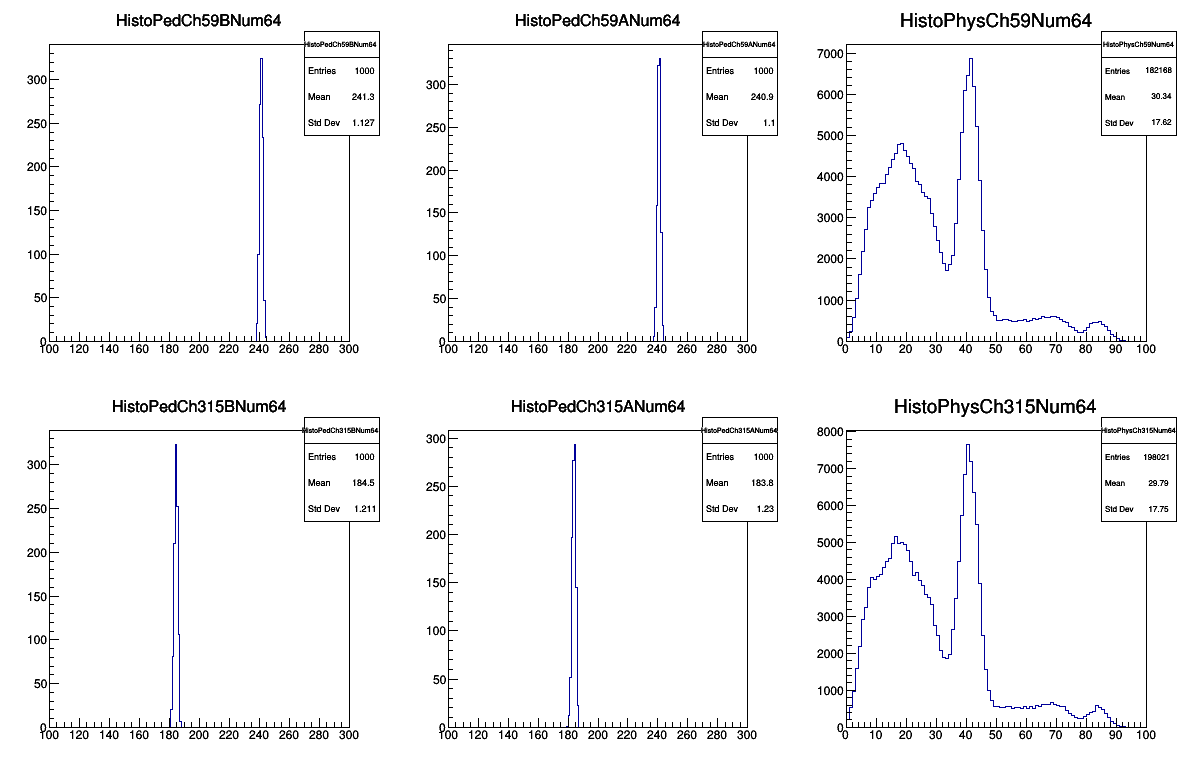 HistoPedCh59BNum64
HistoPedCh59BNum64
Entries 1000
Mean 241.3
Std Dev 1.127
300
250
200
150
100
50
0
100 120 140 160 180 200 220 240 260 280 300
HistoPedCh59ANum64
HistoPedCh59ANum64
Entries 1000
Mean 240.9
Std Dev 1.1
300
250
200
150
100
50
0
100 120 140 160 180 200 220 240 260 280 300
HistoPhysCh59Num64
HistoPhysCh59Num64
Entries 182168
Mean 30.34
Std Dev 17.62
7000
6000
5000
4000
3000
2000
1000
0
0 10 20 30 40 50 60 70 80 90 100
HistoPedCh315BNum64
HistoPedCh315BNum64
Entries 1000
Mean 184.5
Std Dev 1.211
300
250
200
150
100
50
0
100 120 140 160 180 200 220 240 260 280 300
HistoPedCh315ANum64
HistoPedCh315ANum64
Entries 1000
Mean 183.8
Std Dev 1.23
300
250
200
150
100
50
0
100 120 140 160 180 200 220 240 260 280 300
HistoPhysCh315Num64
HistoPhysCh315Num64
Entries 198021
Mean 29.79
Std Dev 17.75
8000
7000
6000
5000
4000
3000
2000
1000
0
0 10 20 30 40 50 60 70 80 90 100